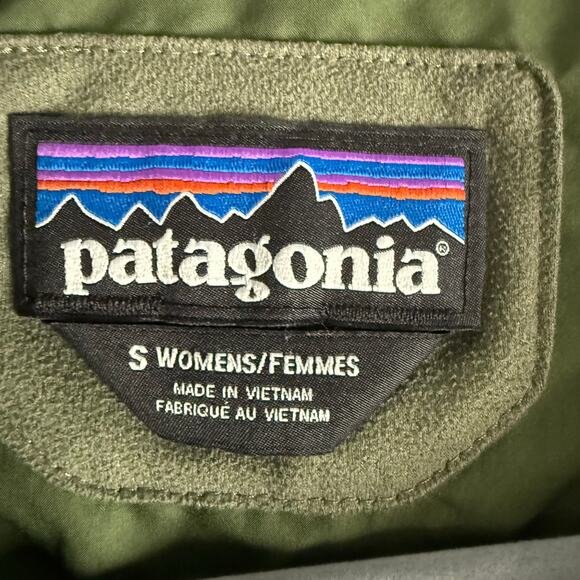 patagonia®
S WOMENS/FEMMES
MADE IN VIETNAM
FABRIQUÉ AU VIETNAM